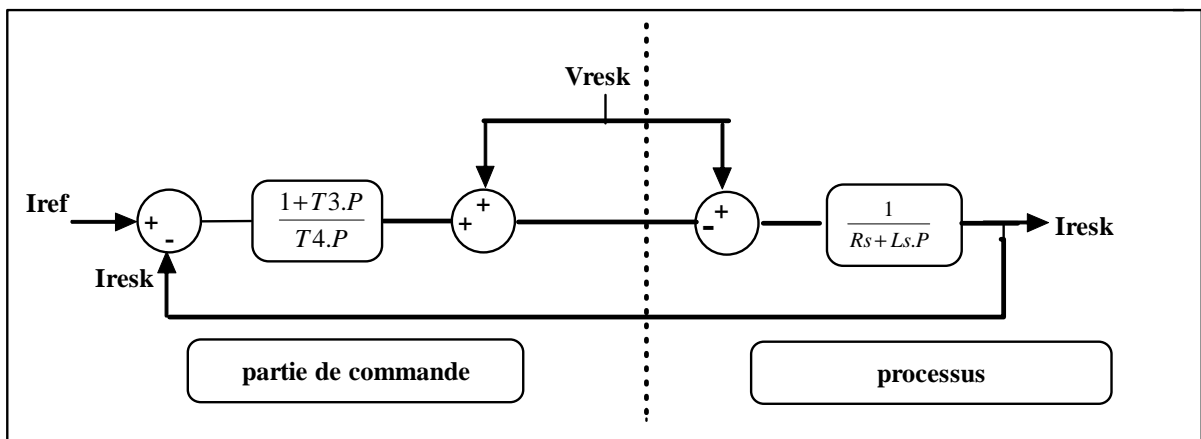 Vresk
Iref
+
-
1+T3.P
T4.P
+
+
+
-
1
Rs+Ls.P
Iresk
Iresk
partie de commande
processus